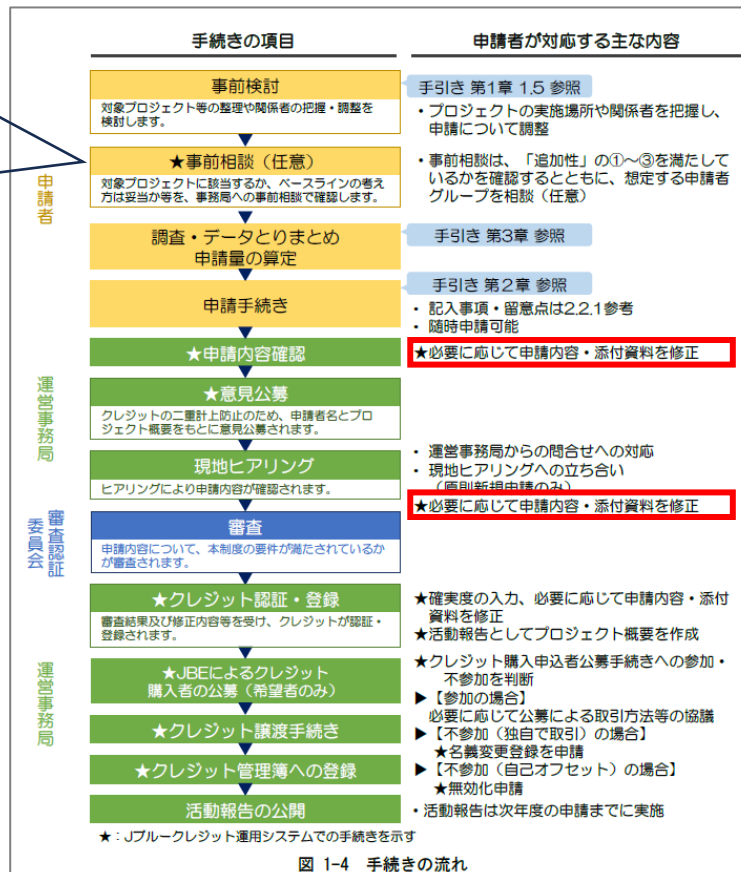 手続きの項目
申請者が対応する主な内容
申請者
事前検討
対象プロジェクト等の整理や関係者の把握・調整を
検討します。
手引き 第1章 1.5 参照
・プロジェクトの実施場所や関係者を把握し、
申請について調整
★事前相談（任意）
対象プロジェクトに該当するか、ベースラインの考え
方は妥当か等を、事務局への事前相談で確認します。
・事前相談は、「追加性」の①～③を満たして
いるかを確認するとともに、想定する申請者
グループを相談（任意）
調査・データとりまとめ
申請量の算定
手引き 第3章 参照
申請手続き
手引き 第2章 参照
・ 記入事項・留意点は2.2.1参考
・ 随時申請可能
運営事務局
★申請内容確認
★必要に応じて申請内容・添付資料を修正
★意見公募
クレジットの二重計上防止のため、申請者名とプロ
ジェクト概要をもとに意見公募されます。
現地ヒアリング
ヒアリングにより申請内容が確認されます。
・ 運営事務局からの問合せへの対応
・ 現地ヒアリングへの立ち合い
（原則新規申請のみ）
★必要に応じて申請内容・添付資料を修正
審査認証
委員会
審査
申請内容について、本制度の要件が満たされているか
が審査されます。
運営事務局
★クレジット認証・登録
審査結果及び修正内容等を受け、クレジットが認証・
登録されます。
★確実度の入力、必要に応じて申請内容・添付
資料を修正
★活動報告としてプロジェクト概要を作成
★JBEによるクレジット
購入者の公募（希望者のみ）
★クレジット購入申込者公募手続きへの参加・
不参加を判断
▶【参加の場合】
必要に応じて公募による取引方法等の協議
★クレジット譲渡手続き
▶【不参加（独自で取引）の場合】
★名義変更登録を申請
★クレジット管理簿への登録
▶【不参加（自己オフセット）の場合】
★無効化申請
活動報告の公開
・活動報告は次年度の申請までに実施
★：Jブルークレジット運用システムでの手続きを示す
図 1-4 手続きの流れ